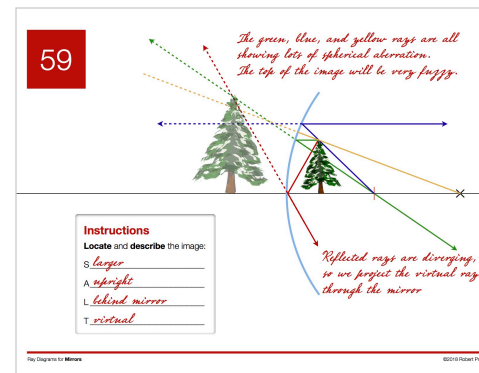 59
The green, blue, and yellow rays are all
showing lots of spherical aberration.
The top of the image will be very fuzzy.
Instructions
Locate and describe the image:
S larger
A upright
L behind mirror
T virtual
Reflected rays are diverging,
so we project the virtual ray
through the mirror
Ray Diagrams for Mirrors
©2018 Robert P